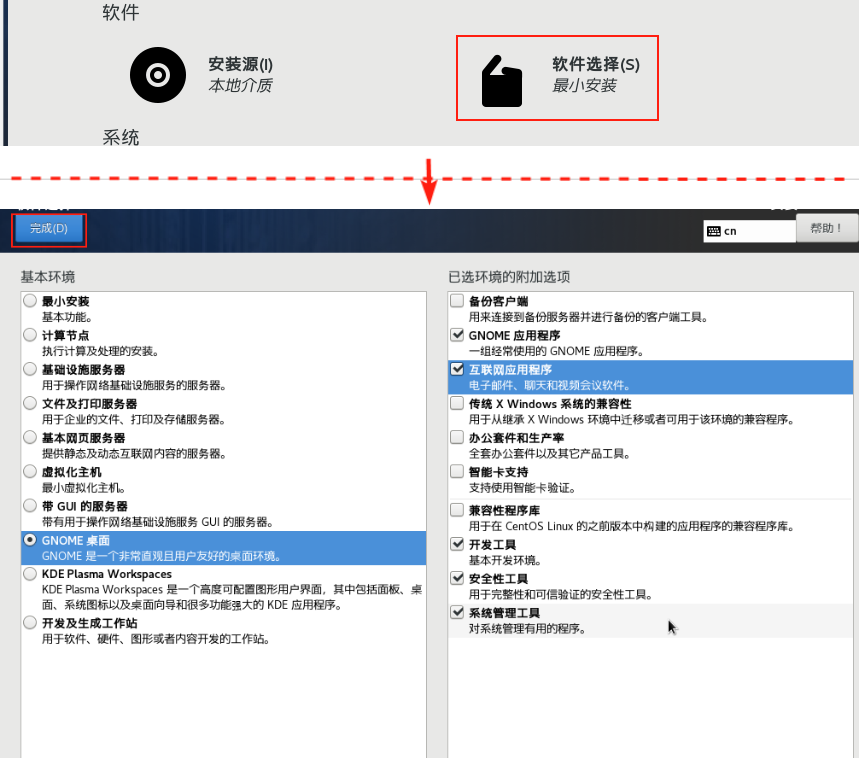 软件
安装源(I)
本地介质
软件选择(S)
最小安装
系统
完成(D)
cn
帮助！
基本环境
最小安装
基本功能。
计算节点
执行计算及处理的安装。
基础设施服务器
用于操作网络基础设施服务的服务器。
文件及打印服务器
用于企业的文件、打印及存储服务器。
基本网页服务器
提供静态及动态互联网内容的服务器。
虚拟化主机
最小虚拟化主机。
带 GUI 的服务器
带有用于操作网络基础设施服务 GUI 的服务器。
GNOME 桌面
GNOME 是一个非常直观且用户友好的桌面环境。
KDE Plasma Workspaces
KDE Plasma Workspaces 是一个高度可配置图形用户界面，其中包括面板、桌
面、系统图标以及桌面向导和很多功能强大的 KDE 应用程序。
开发及生成工作站
用于软件、硬件、图形或者内容开发的工作站。
已选环境的附加选项
备份客户端
用来连接到备份服务器并进行备份的客户端工具。
GNOME 应用程序
一组经常使用的 GNOME 应用程序。
互联网应用程序
电子邮件、聊天和视频会议软件。
传统 X Windows 系统的兼容性
用于从继承 X Windows 环境中迁移或者可用于该环境的兼容程序。
办公套件和生产率
全套办公套件以及其它产品工具。
智能卡支持
支持使用智能卡验证。
兼容性程序库
用于在 CentOS Linux 的之前版本中构建的应用程序的兼容程序库。
开发工具
基本开发环境。
安全性工具
用于完整性和可信验证的安全性工具。
系统管理工具
对系统管理有用的程序。